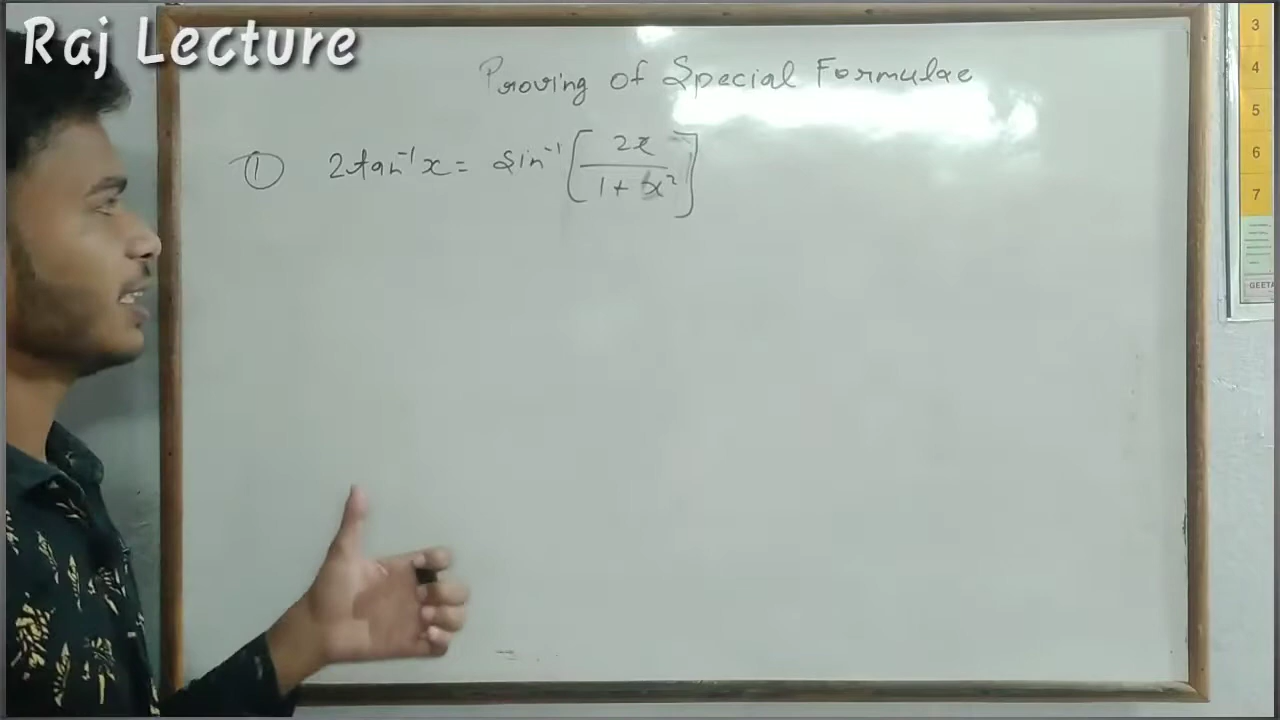 Raj Lecture
Proving of Special Formulae
① 2tan⁻¹x = Sin⁻¹[2x/(1+x²)]
3
4
5
6
7
GEETA